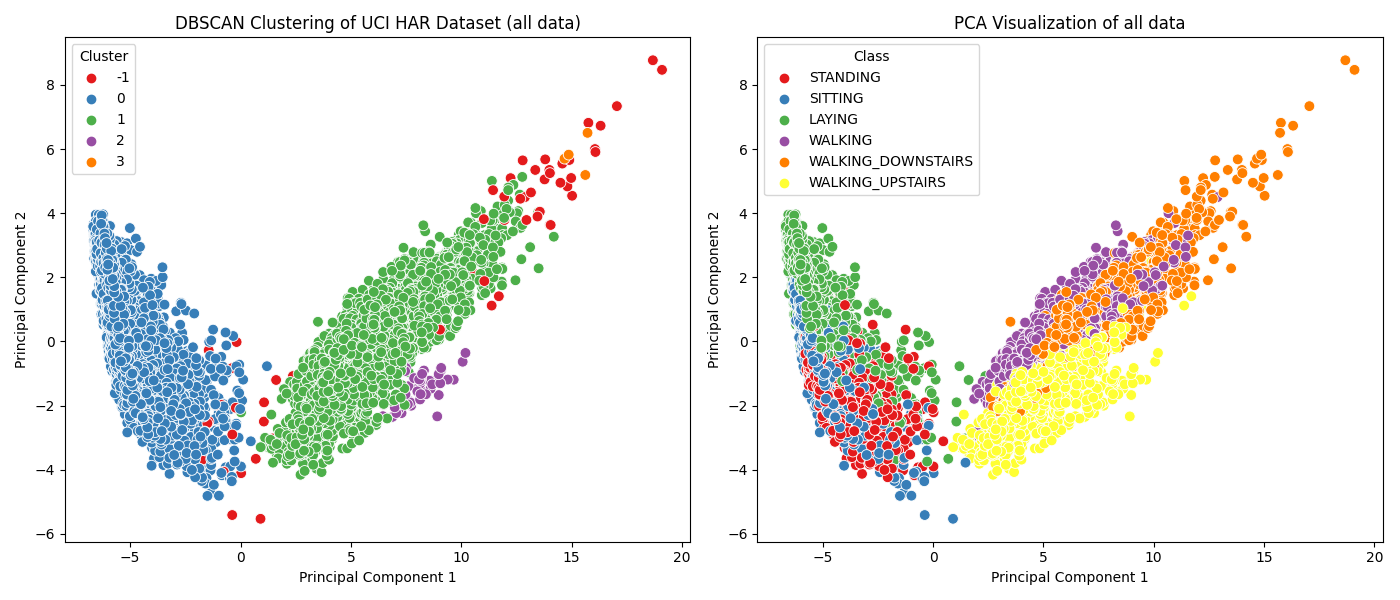 DBSCAN Clustering of UCI HAR Dataset (all data)
Cluster
-1
0
1
2
3
8
6
4
2
0
−2
−4
−6
Principal Component 2
−5
0
5
10
15
20
Principal Component 1
PCA Visualization of all data
Class
STANDING
SITTING
LAYING
WALKING
WALKING_DOWNSTAIRS
WALKING_UPSTAIRS
8
6
4
2
0
−2
−4
−6
Principal Component 2
−5
0
5
10
15
20
Principal Component 1